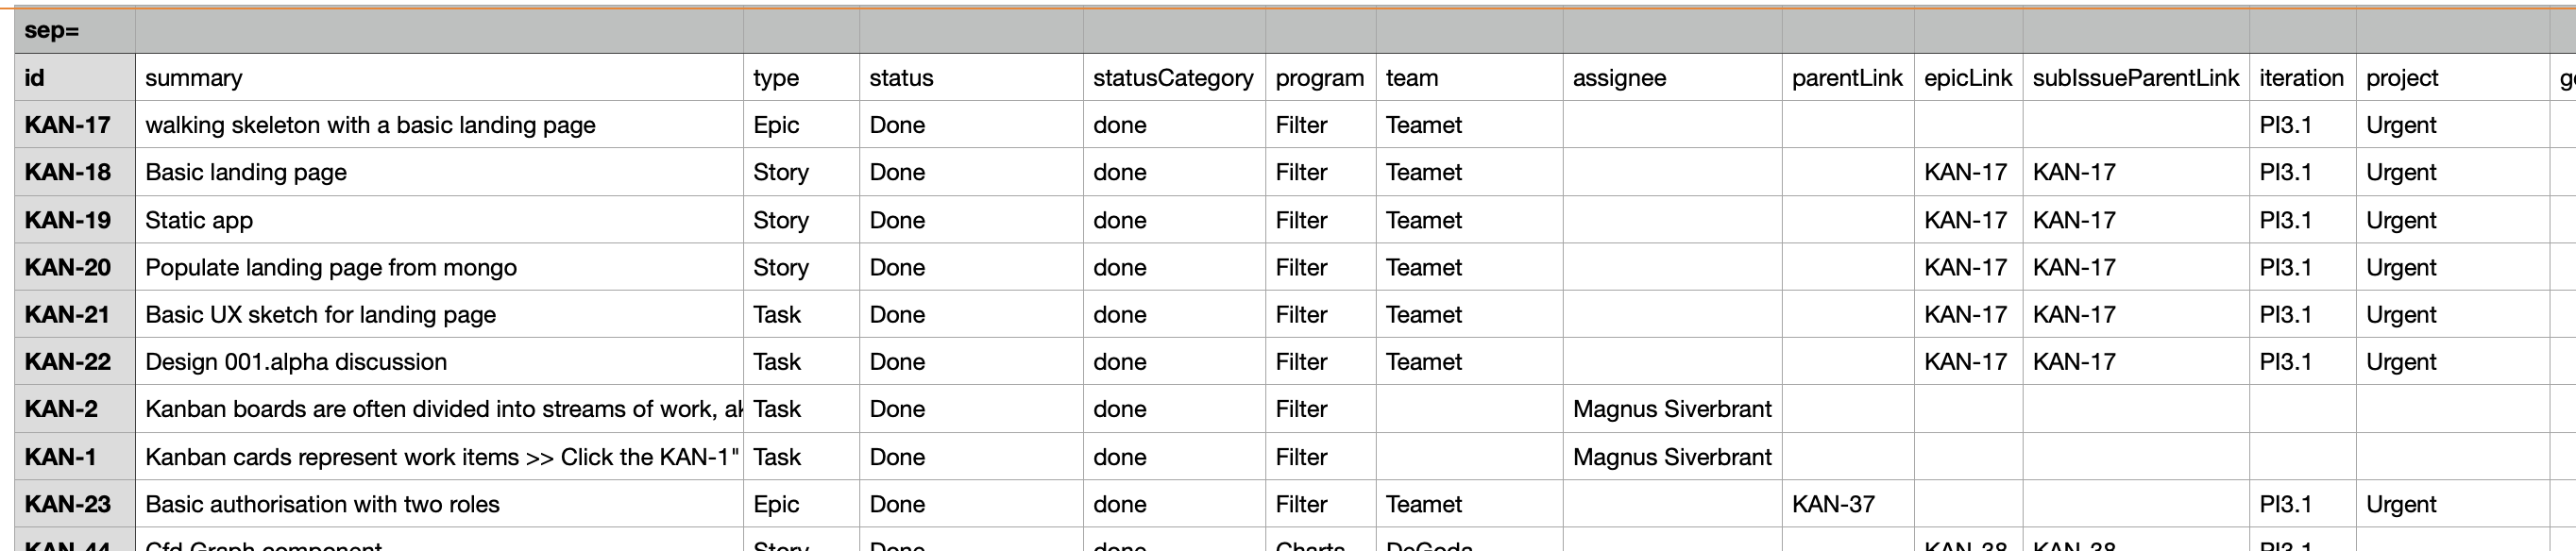 sep=
id summary type status statusCategory program team assignee parentLink epicLink subIssueParentLink iteration project
KAN-17 walking skeleton with a basic landing page Epic Done done Filter Teamet PI3.1 Urgent
KAN-18 Basic landing page Story Done done Filter Teamet KAN-17 KAN-17 PI3.1 Urgent
KAN-19 Static app Story Done done Filter Teamet KAN-17 KAN-17 PI3.1 Urgent
KAN-20 Populate landing page from mongo Story Done done Filter Teamet KAN-17 KAN-17 PI3.1 Urgent
KAN-21 Basic UX sketch for landing page Task Done done Filter Teamet KAN-17 KAN-17 PI3.1 Urgent
KAN-22 Design 001.alpha discussion Task Done done Filter Teamet KAN-17 KAN-17 PI3.1 Urgent
KAN-2 Kanban boards are often divided into streams of work, Task Done done Filter Magnus Siverbrant
KAN-1 Kanban cards represent work items >> Click the KAN-1" Task Done done Filter Magnus Siverbrant
KAN-23 Basic authorisation with two roles Epic Done done Filter Teamet KAN-37 PI3.1 Urgent
KAN-44 Cfd Graph component Story Done done Charts DeGoda KAN-38 KAN-38 PI3.1